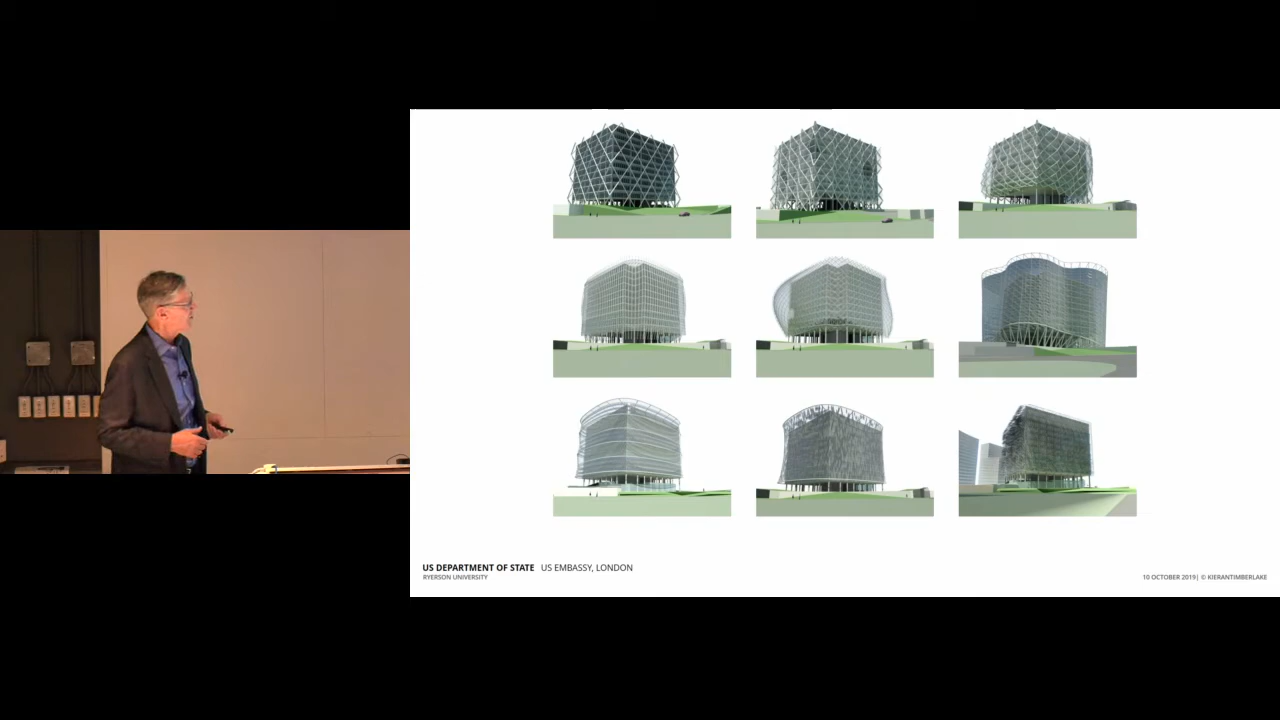 US DEPARTMENT OF STATE US EMBASSY, LONDON
RYERSON UNIVERSITY
10 OCTOBER 2019| © KIERANTIMBERLAKE